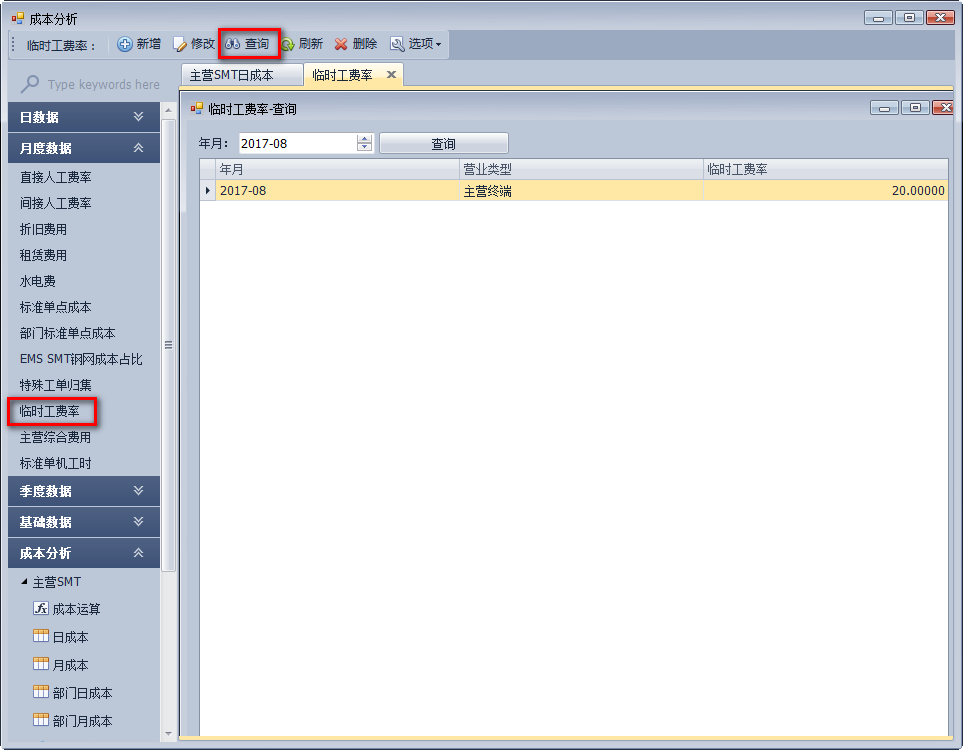 成本分析
临时工费率： 新增 修改 查询 刷新 删除 选项
Type keywords here
主营SMT日成本 临时工费率
日数据
月度数据
直接人工费率
间接人工费率
折旧费用
租赁费用
水电费
标准单点成本
部门标准单点成本
EMS SMT钢网成本占比
特殊工单归集
临时工费率
主营综合费用
标准单机工时
季度数据
基础数据
成本分析
主营SMT
成本运算
日成本
月成本
部门日成本
部门月成本
临时工费率-查询
年月： 2017-08 查询
年月 营业类型 临时工费率
2017-08 主营终端 20.00000